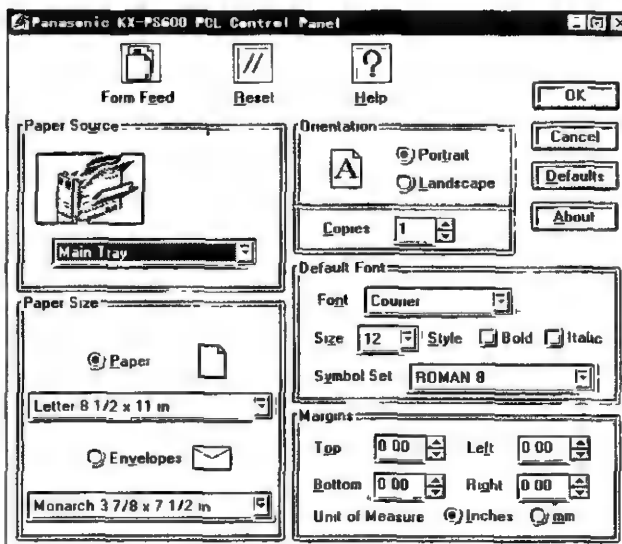 Panasonic KX-PS600 PCL Control Panel
Form Feed
Reset
Help
OK
Cancel
Defaults
About
Paper Source
Main Tray
Orientation
A
Portrait
Landscape
Copies 1
Paper Size
Paper
Letter 8 1/2 x 11 in
Envelopes
Monarch 3 7/8 x 7 1/2 in
Default Font
Font Courier
Size 12 Style Bold Italic
Symbol Set ROMAN 8
Margins
Top 0 00 Left 0 00
Bottom 0 00 Right 0 00
Unit of Measure Inches mm